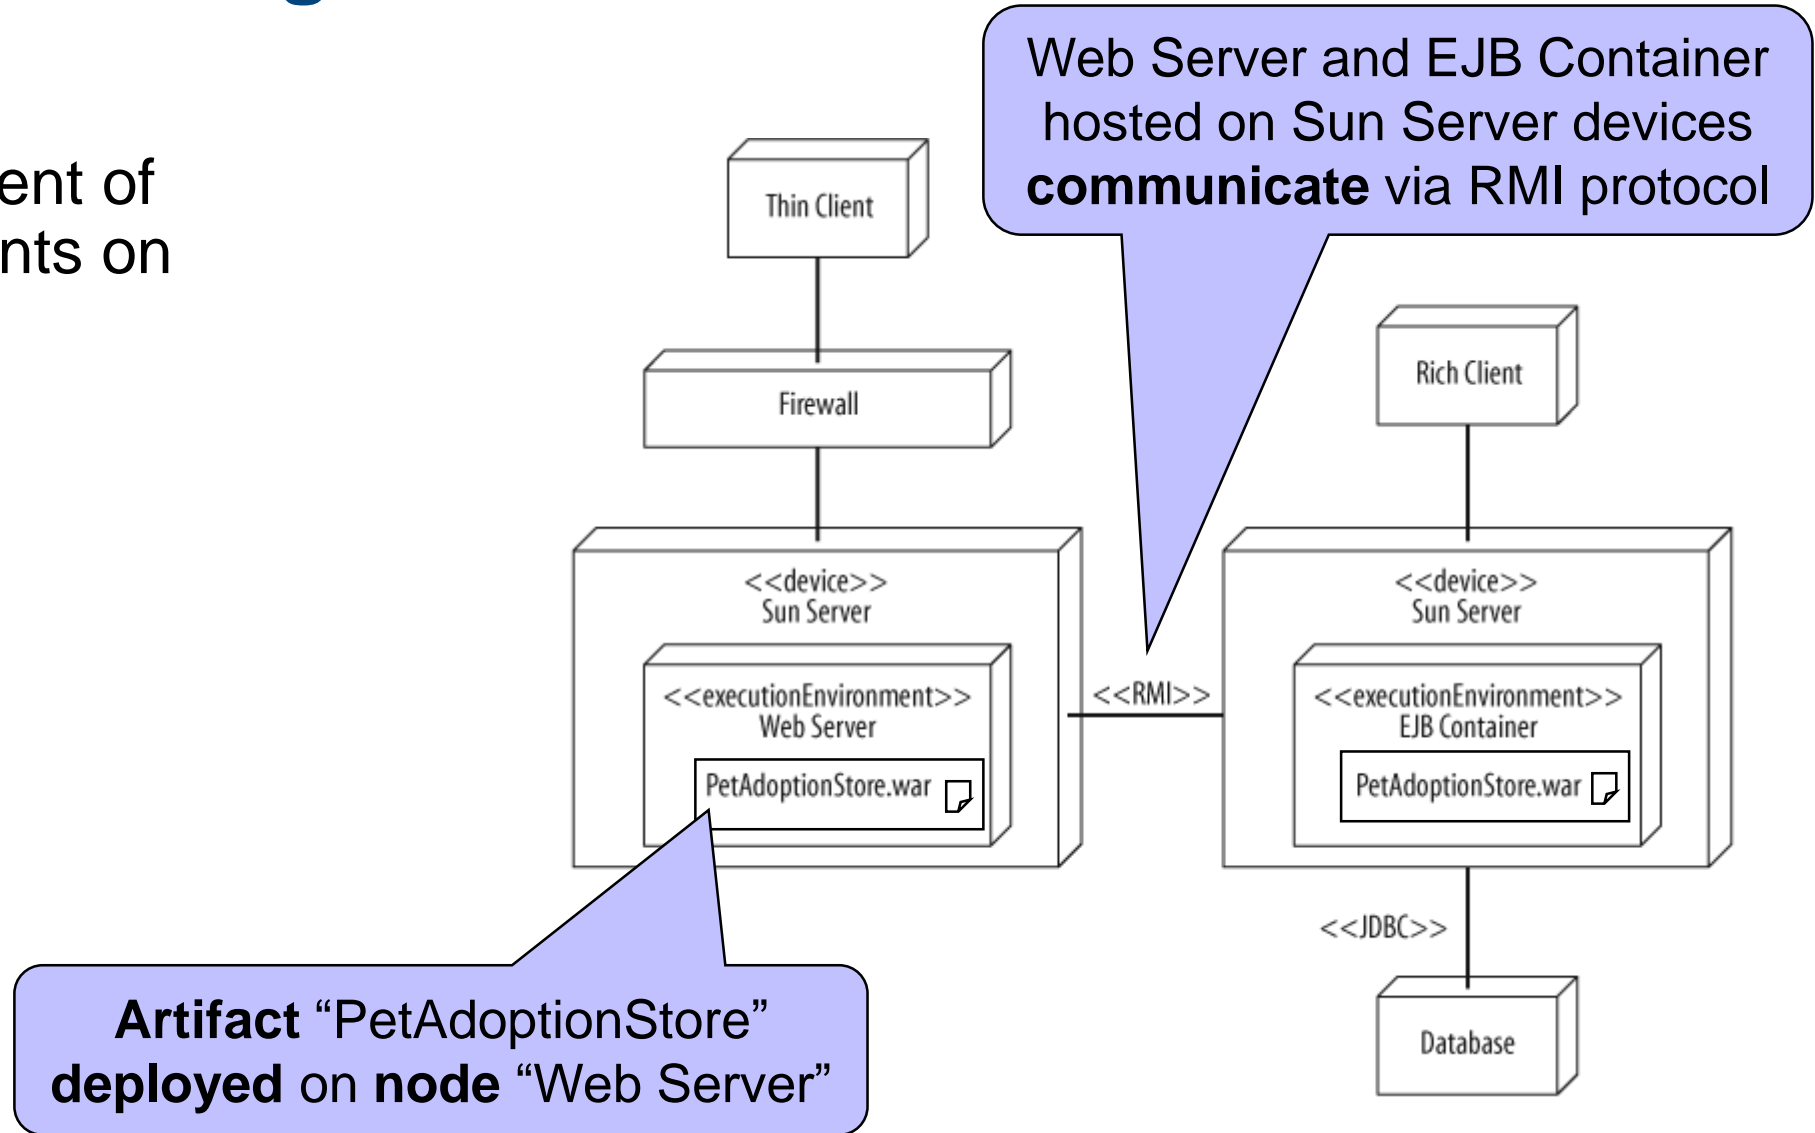 g
Web Server and EJB Container
hosted on Sun Server devices
communicate via RMI protocol
ent of
nts on
Thin Client
Firewall
Rich Client
<<device>>
Sun Server
<<executionEnvironment>>
Web Server
PetAdoptionStore.war
<<RMI>>
<<device>>
Sun Server
<<executionEnvironment>>
EJB Container
PetAdoptionStore.war
<<JDBC>>
Database
Artifact “PetAdoptionStore”
deployed on node “Web Server”